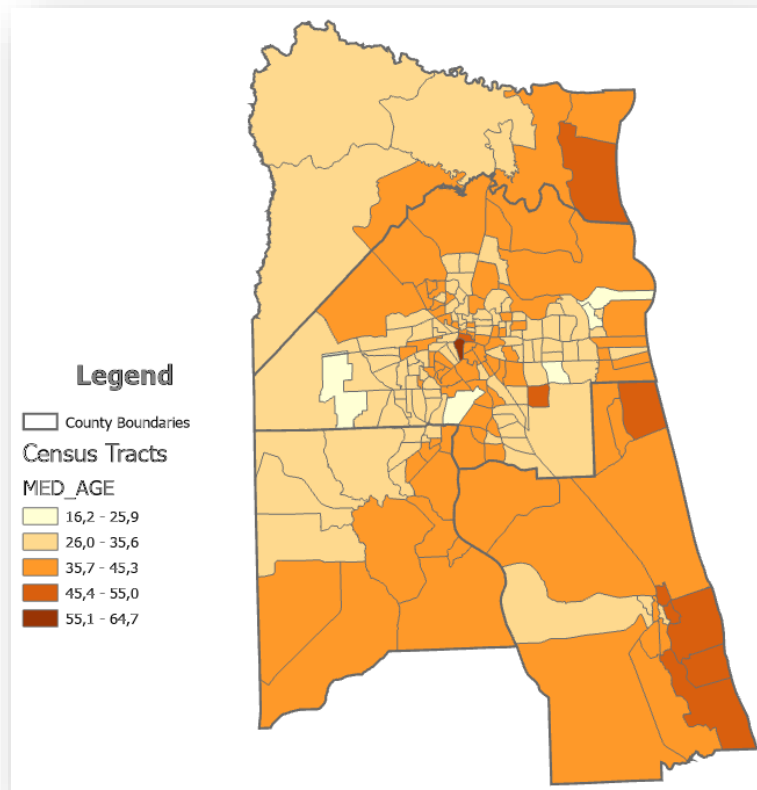 Legend
County Boundaries
Census Tracts
MED_AGE
16,2 - 25,9
26,0 - 35,6
35,7 - 45,3
45,4 - 55,0
55,1 - 64,7